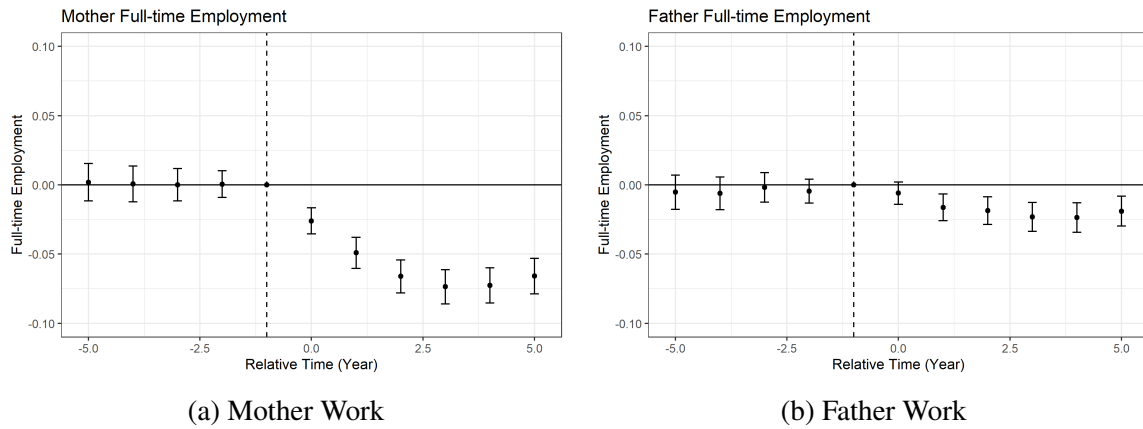 Mother Full-time Employment
0.10
0.05
0.00
-0.05
-0.10
Full-time Employment
-5.0 -2.5 0.0 2.5 5.0
Relative Time (Year)
(a) Mother Work
Father Full-time Employment
0.10
0.05
0.00
-0.05
-0.10
Full-time Employment
-5.0 -2.5 0.0 2.5 5.0
Relative Time (Year)
(b) Father Work